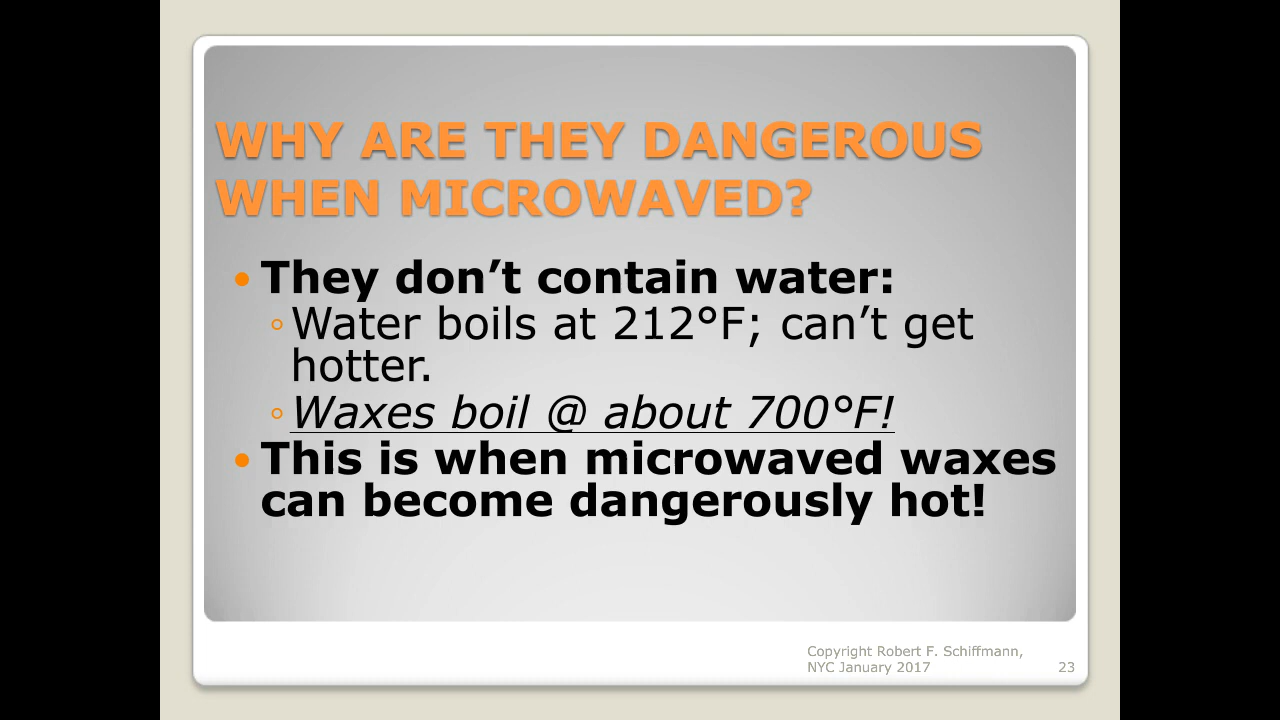 WHY ARE THEY DANGEROUS
WHEN MICROWAVED?
• They don’t contain water:
◦Water boils at 212°F; can’t get
hotter.
◦Waxes boil @ about 700°F!
• This is when microwaved waxes
can become dangerously hot!
Copyright Robert F. Schiffmann,
NYC January 2017 23